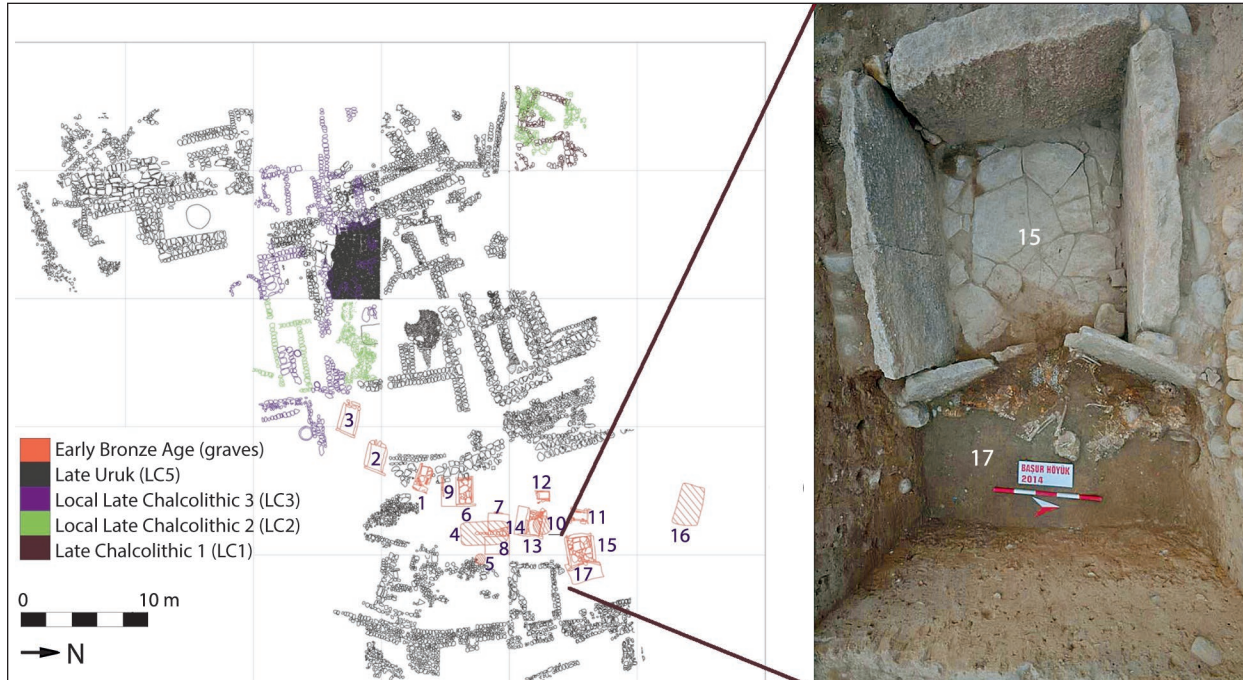 3
2
1
9
12
6
7
4
14
10
11
16
8
13
15
5
17
Early Bronze Age (graves)
Late Uruk (LC5)
Local Late Chalcolithic 3 (LC3)
Local Late Chalcolithic 2 (LC2)
Late Chalcolithic 1 (LC1)
0 10 m
N
15
17
BAŞUR HÖYÜK
2014